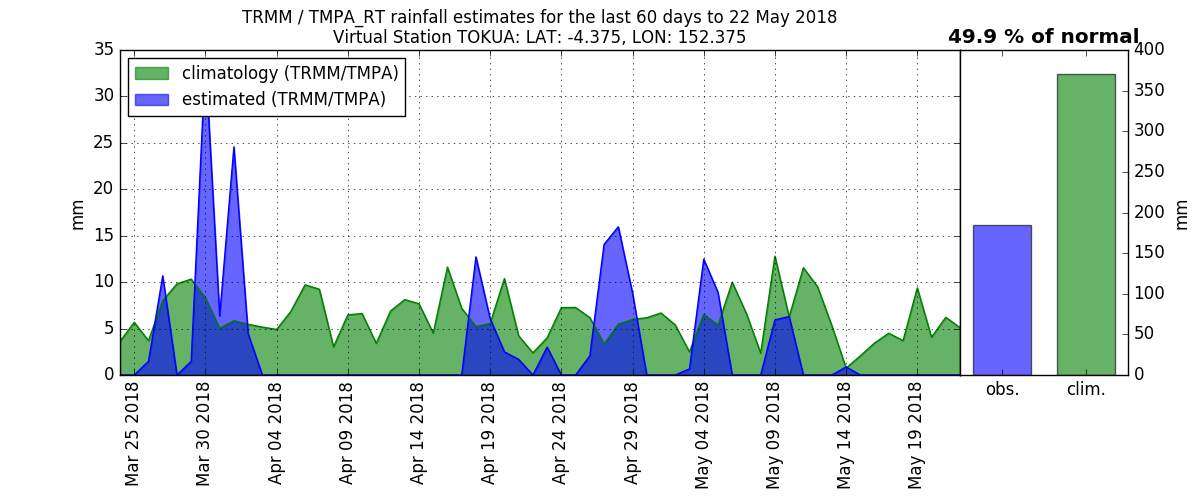 TRMM / TMPA_RT rainfall estimates for the last 60 days to 22 May 2018
Virtual Station TOKUA: LAT: -4.375, LON: 152.375
49.9 % of normal
climatology (TRMM/TMPA)
estimated (TRMM/TMPA)
35
30
25
20
15
10
5
0
mm
Mar 25 2018
Mar 30 2018
Apr 04 2018
Apr 09 2018
Apr 14 2018
Apr 19 2018
Apr 24 2018
Apr 29 2018
May 04 2018
May 09 2018
May 14 2018
May 19 2018
400
350
300
250
200
150
100
50
0
mm
obs.
clim.